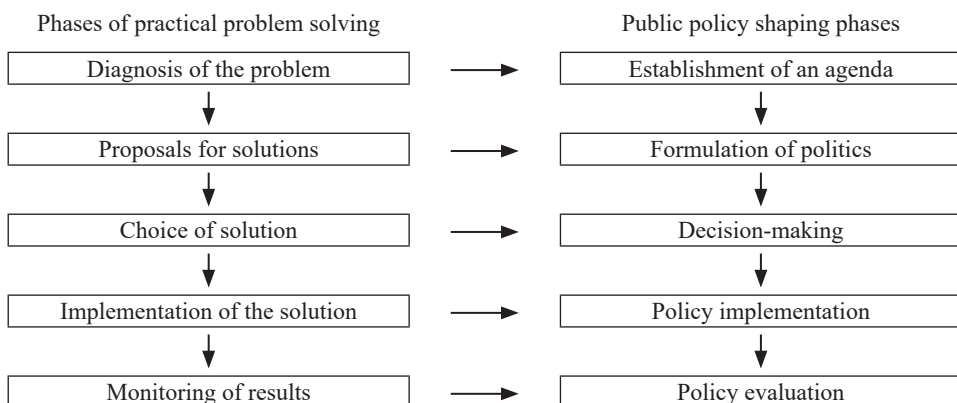 Phases of practical problem solving
Public policy shaping phases
Diagnosis of the problem
Establishment of an agenda
Proposals for solutions
Formulation of politics
Choice of solution
Decision-making
Implementation of the solution
Policy implementation
Monitoring of results
Policy evaluation